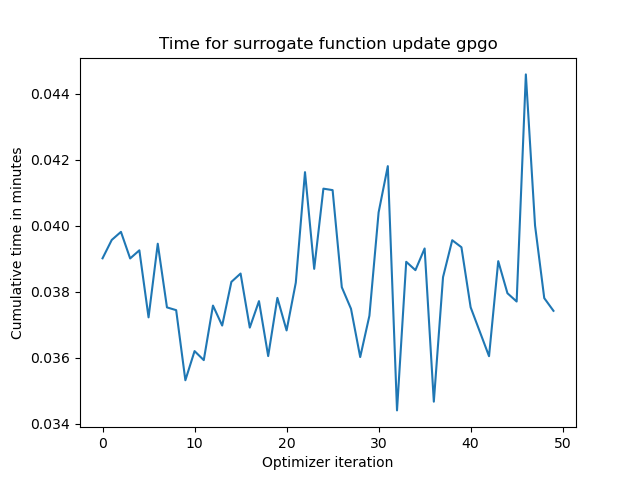 Time for surrogate function update gpgo
0.044
0.042
0.040
0.038
0.036
0.034
Cumulative time in minutes
0 10 20 30 40 50
Optimizer iteration